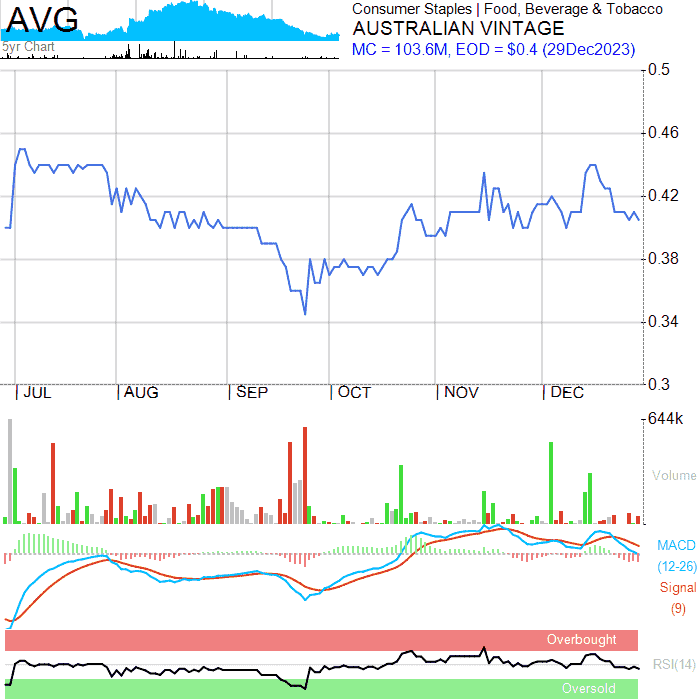 AVG
5yr Chart
Consumer Staples | Food, Beverage & Tobacco
AUSTRALIAN VINTAGE
MC = 103.6M, EOD = $0.4 (29Dec2023)
0.5
0.46
0.42
0.38
0.34
0.3
JUL AUG SEP OCT NOV DEC
644k
Volume
MACD
(12-26)
Signal
(9)
Overbought
RSI(14)
Oversold